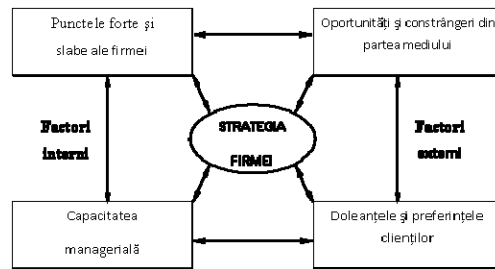 Punctele forte și
slabe ale firmei
Oportunități și constrângeri din
partea mediului
Factori
interni
STRATEGIA
FIRMEI
Factori
externi
Capacitatea
managerială
Doleanțele și preferințele
clienților